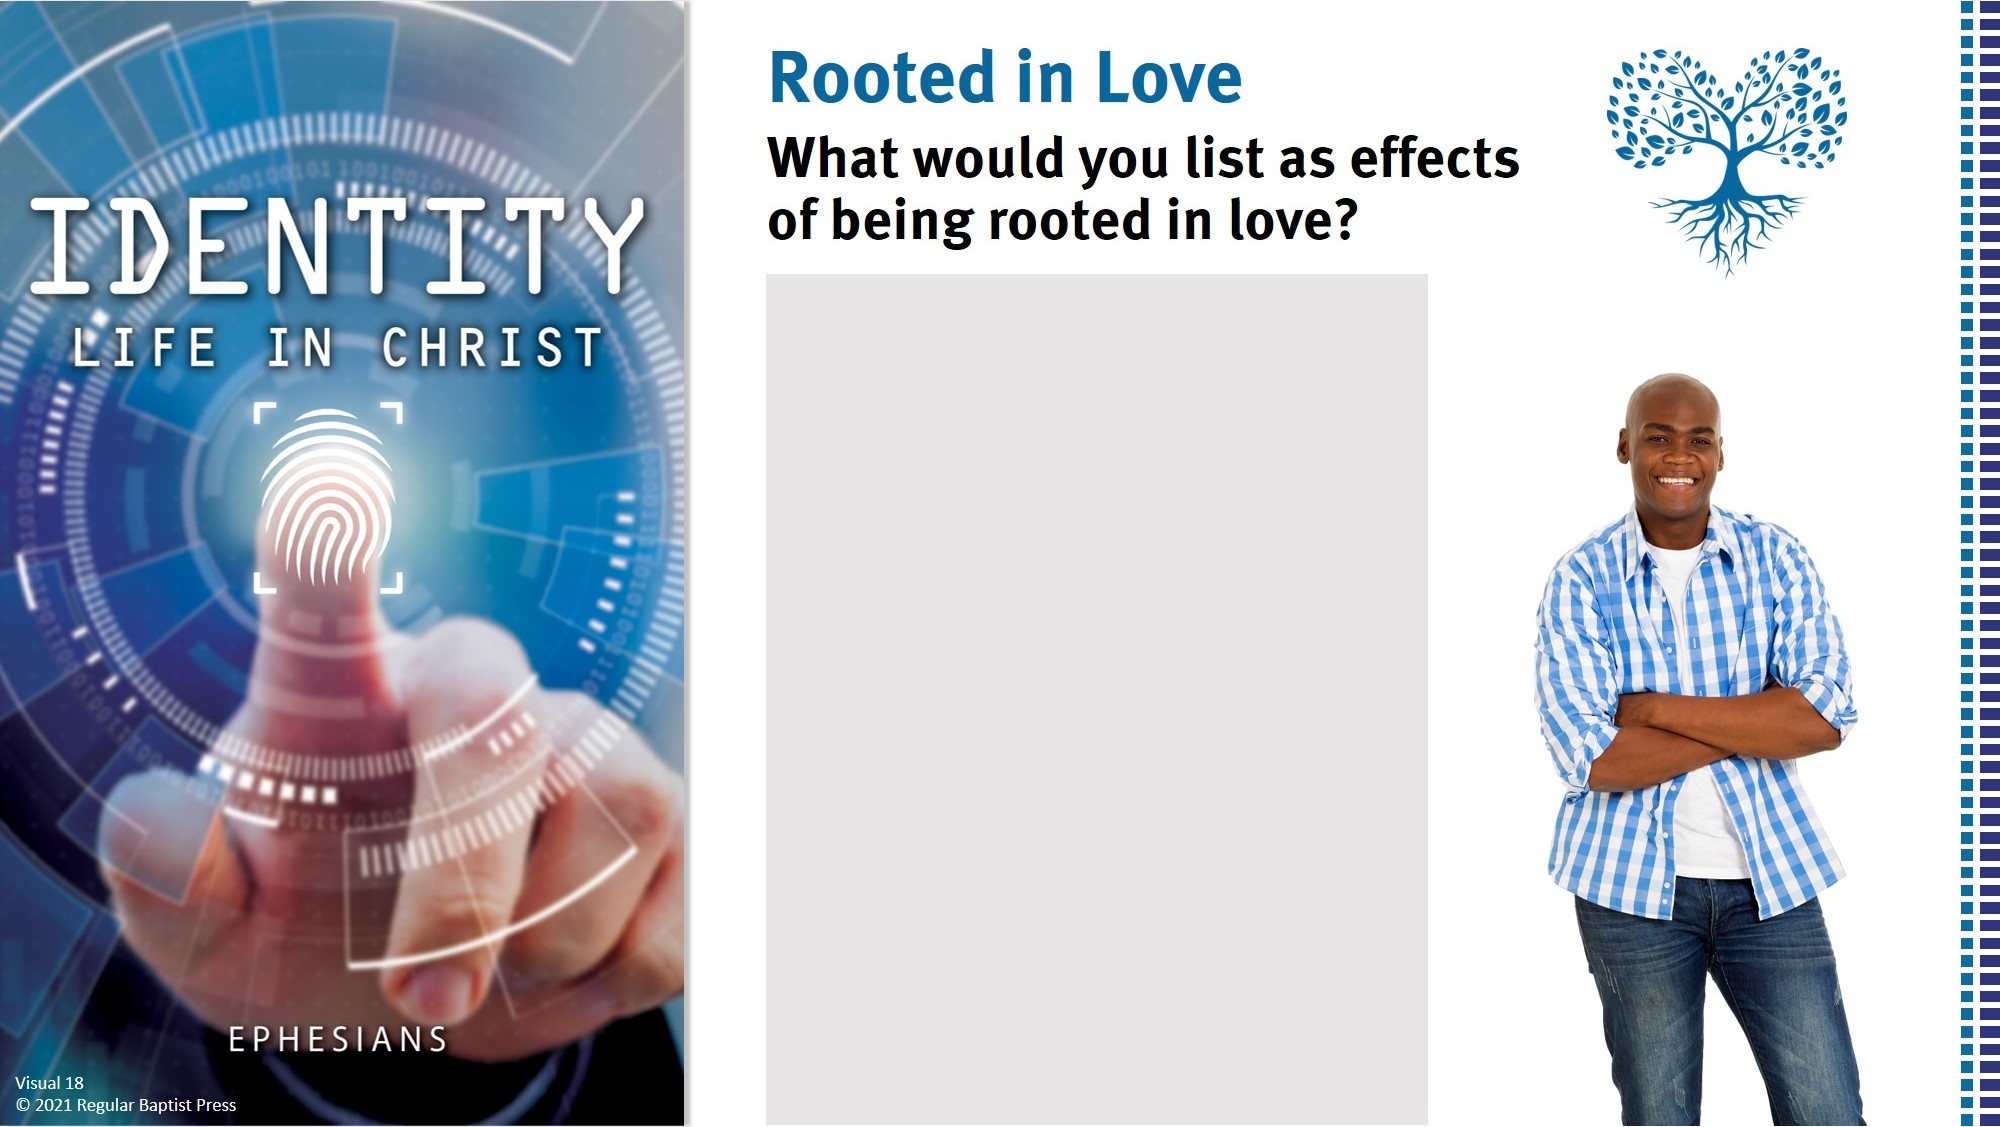 IDENTITY
LIFE IN CHRIST
EPHESIANS
Visual 18
© 2021 Regular Baptist Press
Rooted in Love
What would you list as effects
of being rooted in love?